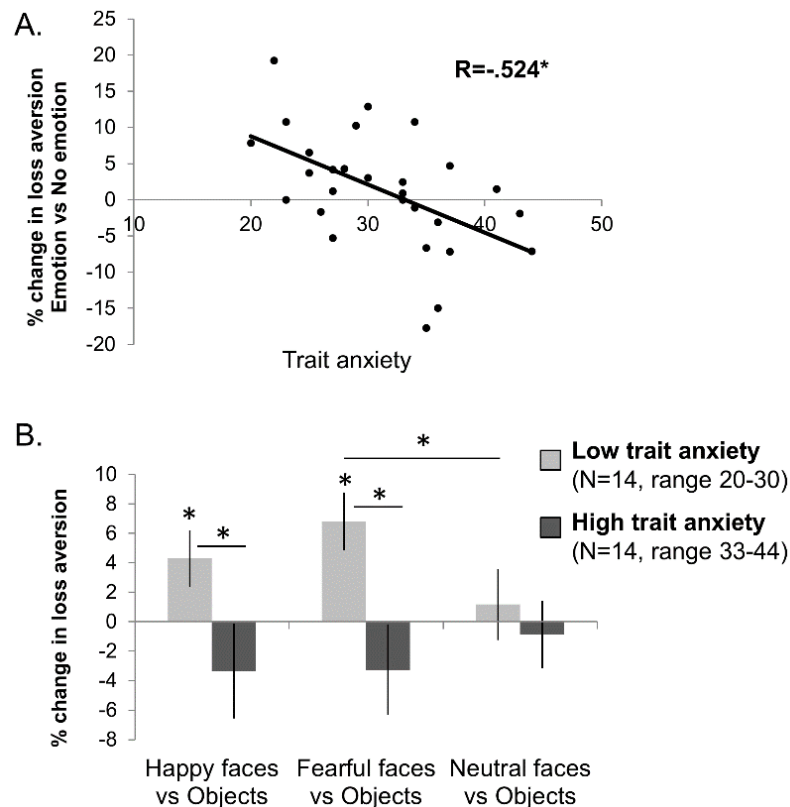 A.
% change in loss aversion
Emotion vs No emotion
25
20
15
10
5
0
-5
-10
-15
-20
10
20
30
40
50
R=-.524*
Trait anxiety
B.
% change in loss aversion
10
8
6
4
2
0
-2
-4
-6
-8
*
*
*
*
*
Low trait anxiety
(N=14, range 20-30)
High trait anxiety
(N=14, range 33-44)
Happy faces
vs Objects
Fearful faces
vs Objects
Neutral faces
vs Objects